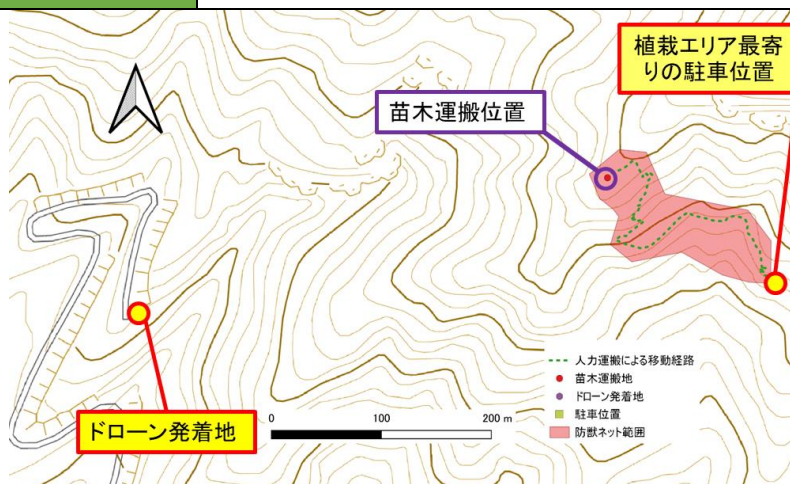 植栽エリア最寄
りの駐車位置
苗木運搬位置
ドローン発着地
0 100 200 m
人力運搬による移動経路
苗木運搬地
ドローン発着地
駐車位置
防獣ネット範囲